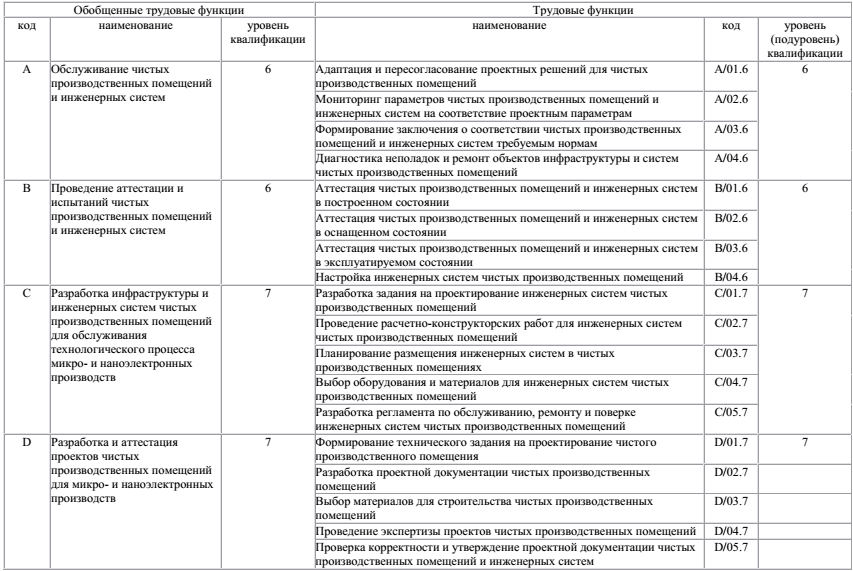 Обобщенные трудовые функции
Трудовые функции
код
наименование
уровень
квалификации
наименование
код
уровень
(подуровень)
квалификации
A
Обслуживание чистых
производственных помещений
и инженерных систем
6
Адаптация и пересогласование проектных решений для чистых
производственных помещений
A/01.6
6
Мониторинг параметров чистых производственных помещений и
инженерных систем на соответствие проектным параметрам
A/02.6
Формирование заключения о соответствии чистых производственных
помещений и инженерных систем требуемым нормам
A/03.6
Диагностика неполадок и ремонт объектов инфраструктуры и систем
чистых производственных помещений
A/04.6
B
Проведение аттестации и
испытаний чистых
производственных помещений
и инженерных систем
6
Аттестация чистых производственных помещений и инженерных систем
в построенном состоянии
B/01.6
6
Аттестация чистых производственных помещений и инженерных систем
в оснащенном состоянии
B/02.6
Аттестация чистых производственных помещений и инженерных систем
в эксплуатируемом состоянии
B/03.6
Настройка инженерных систем чистых производственных помещений
B/04.6
C
Разработка инфраструктуры и
инженерных систем чистых
производственных помещений
для обслуживания
технологического процесса
микро- и наноэлектронных
производств
7
Разработка задания на проектирование инженерных систем чистых
производственных помещений
C/01.7
7
Проведение расчетно-конструкторских работ для инженерных систем
чистых производственных помещений
C/02.7
Планирование размещения инженерных систем в чистых
производственных помещениях
C/03.7
Выбор оборудования и материалов для инженерных систем чистых
производственных помещений
C/04.7
Разработка регламента по обслуживанию, ремонту и поверке
инженерных систем чистых производственных помещений
C/05.7
D
Разработка и аттестация
проектов чистых
производственных помещений
для микро- и наноэлектронных
производств
7
Формирование технического задания на проектирование чистого
производственного помещения
D/01.7
7
Разработка проектной документации чистых производственных
помещений
D/02.7
Выбор материалов для строительства чистых производственных
помещений
D/03.7
Проведение экспертизы проектов чистых производственных помещений
D/04.7
Проверка корректности и утверждение проектной документации чистых
производственных помещений и инженерных систем
D/05.7